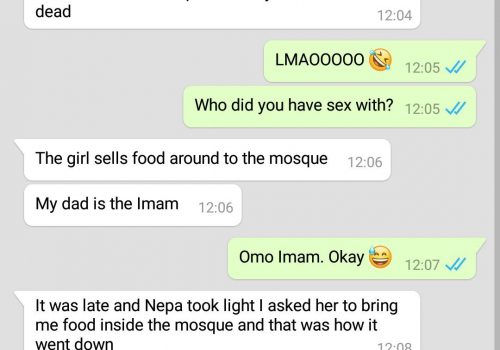 dead
12:04
LMAOOOOO 🤣
12:05
Who did you have sex with?
12:05
The girl sells food around to the mosque
12:06
My dad is the Imam
12:06
Omo Imam. Okay 😅
12:07
It was late and Nepa took light I asked her to bring
me food inside the mosque and that was how it
went down
12:08